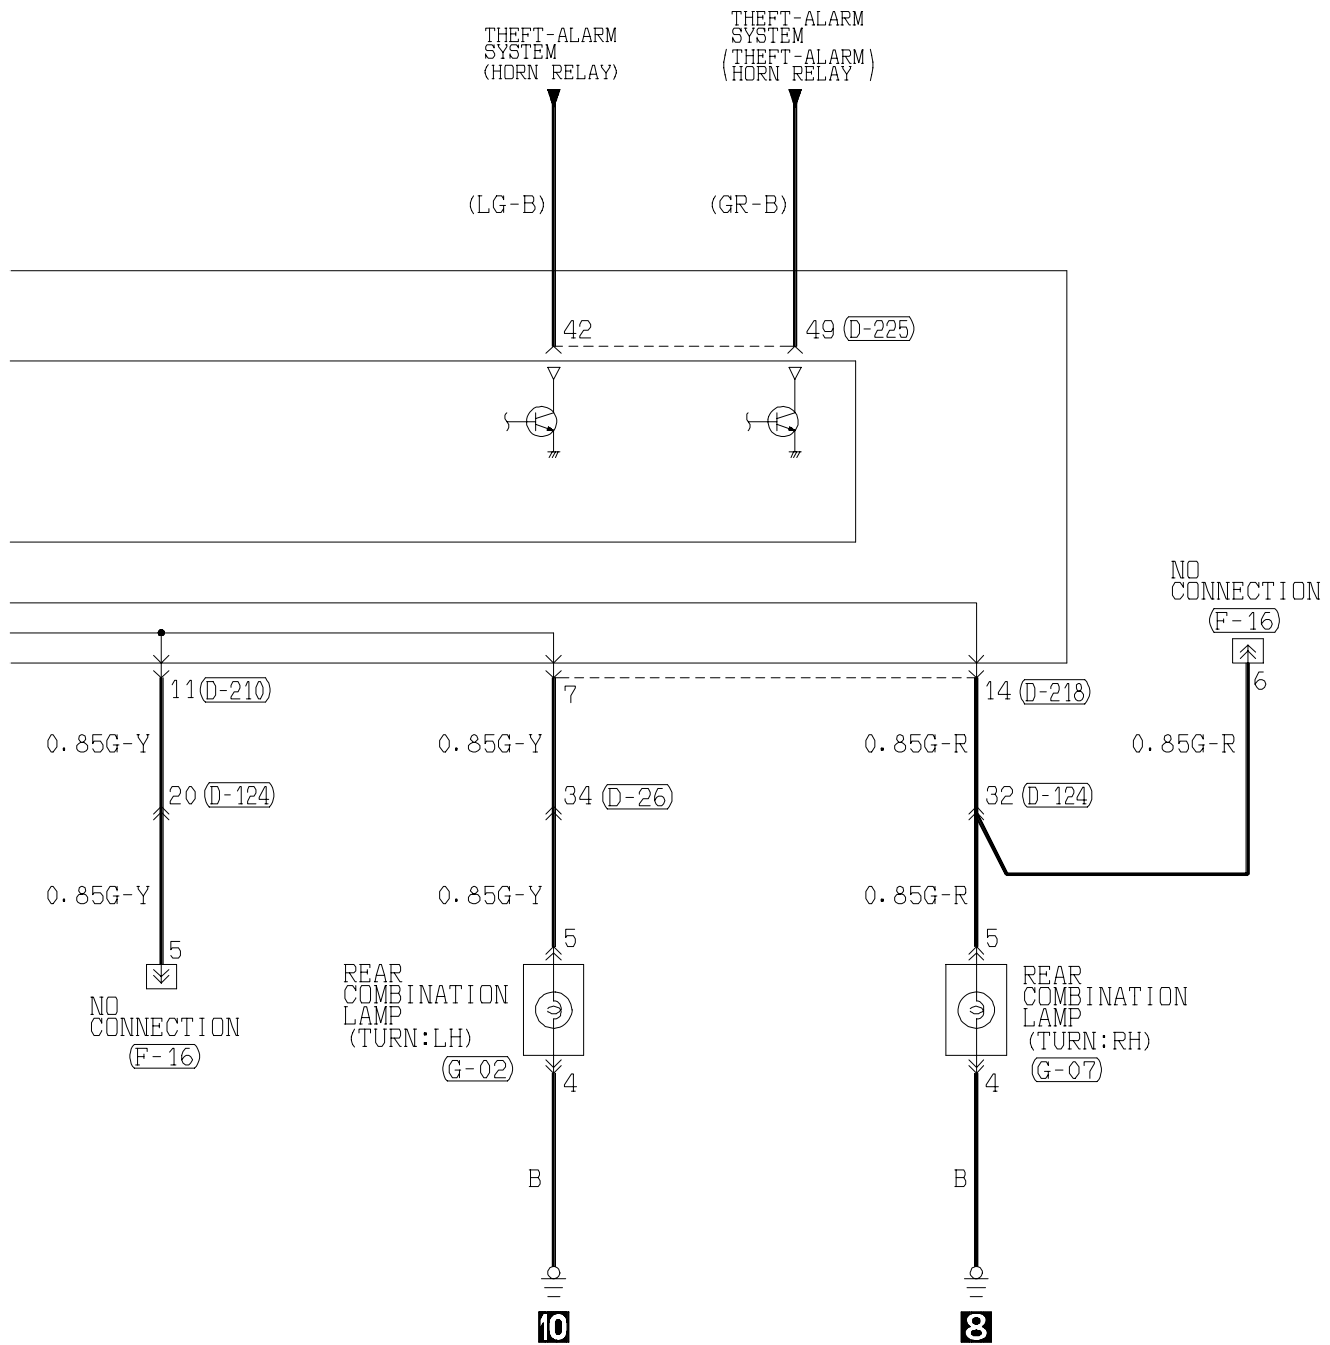 THEFT-ALARM
SYSTEM
(HORN RELAY)
THEFT-ALARM
SYSTEM
(THEFT-ALARM
HORN RELAY)
(LG-B)
(GR-B)
42
49 D-225
NO
CONNECTION
F-16
6
11 D-210
7
14 D-218
0.85G-Y
0.85G-Y
0.85G-R
0.85G-R
20 D-124
34 D-26
32 D-124
0.85G-Y
0.85G-Y
0.85G-R
5
5
5
NO
CONNECTION
F-16
REAR
COMBINATION
LAMP
(TURN:LH)
G-02
REAR
COMBINATION
LAMP
(TURN:RH)
G-07
4
4
B
B
10
8